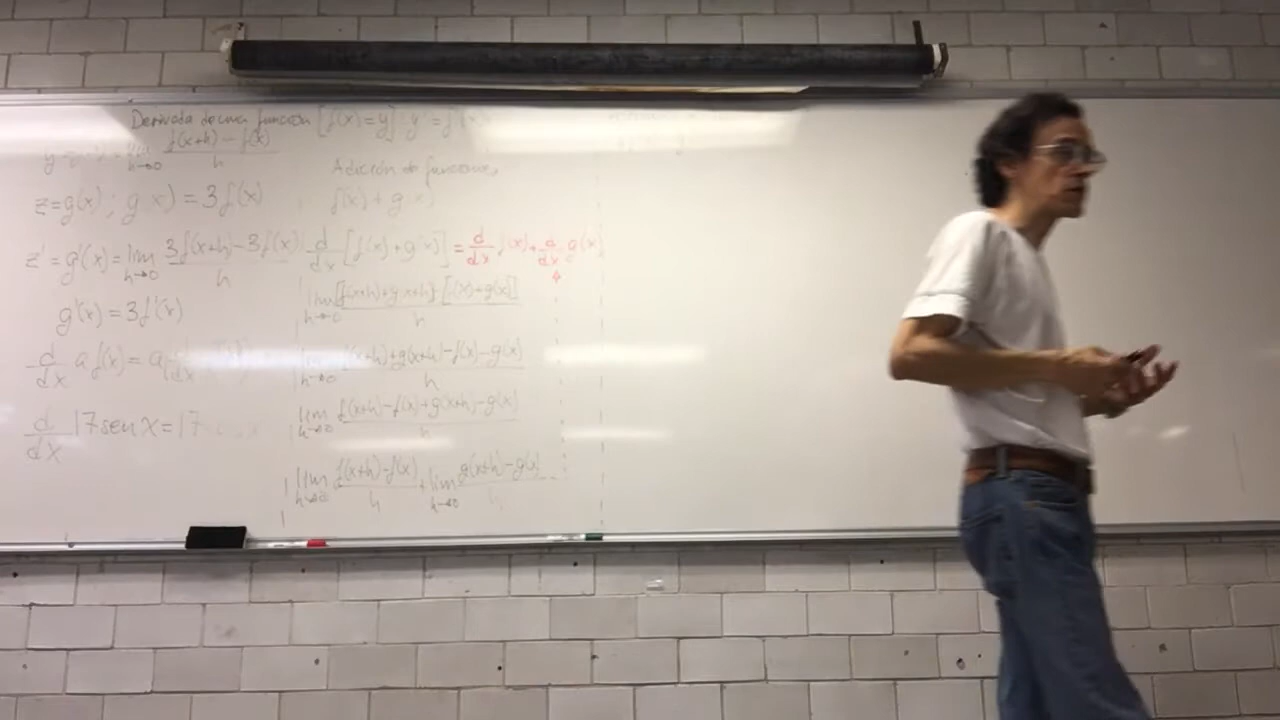 Derivada de una función [f(x) = y] y' = f'(x)
lim h→0 f(x+h) - f(x) / h
z = g(x) ; g(x) = 3f(x)
z' = g'(x) = lim h→0 3f(x+h) - 3f(x) / h
g'(x) = 3f'(x)
d/dx a f(x) = a
d/dx 17 sen x = 17
Adición de funciones
f(x) + g(x)
d/dx [f(x) + g(x)] = d/dx f(x) + d/dx g(x)
lim h→0 [f(x+h) + g(x+h)] - [f(x) + g(x)] / h
lim h→0 f(x+h) + g(x+h) - f(x) - g(x) / h
lim h→0 f(x+h) - f(x) + g(x+h) - g(x) / h
lim h→0 f(x+h) - f(x) / h + lim h→0 g(x+h) - g(x) / h